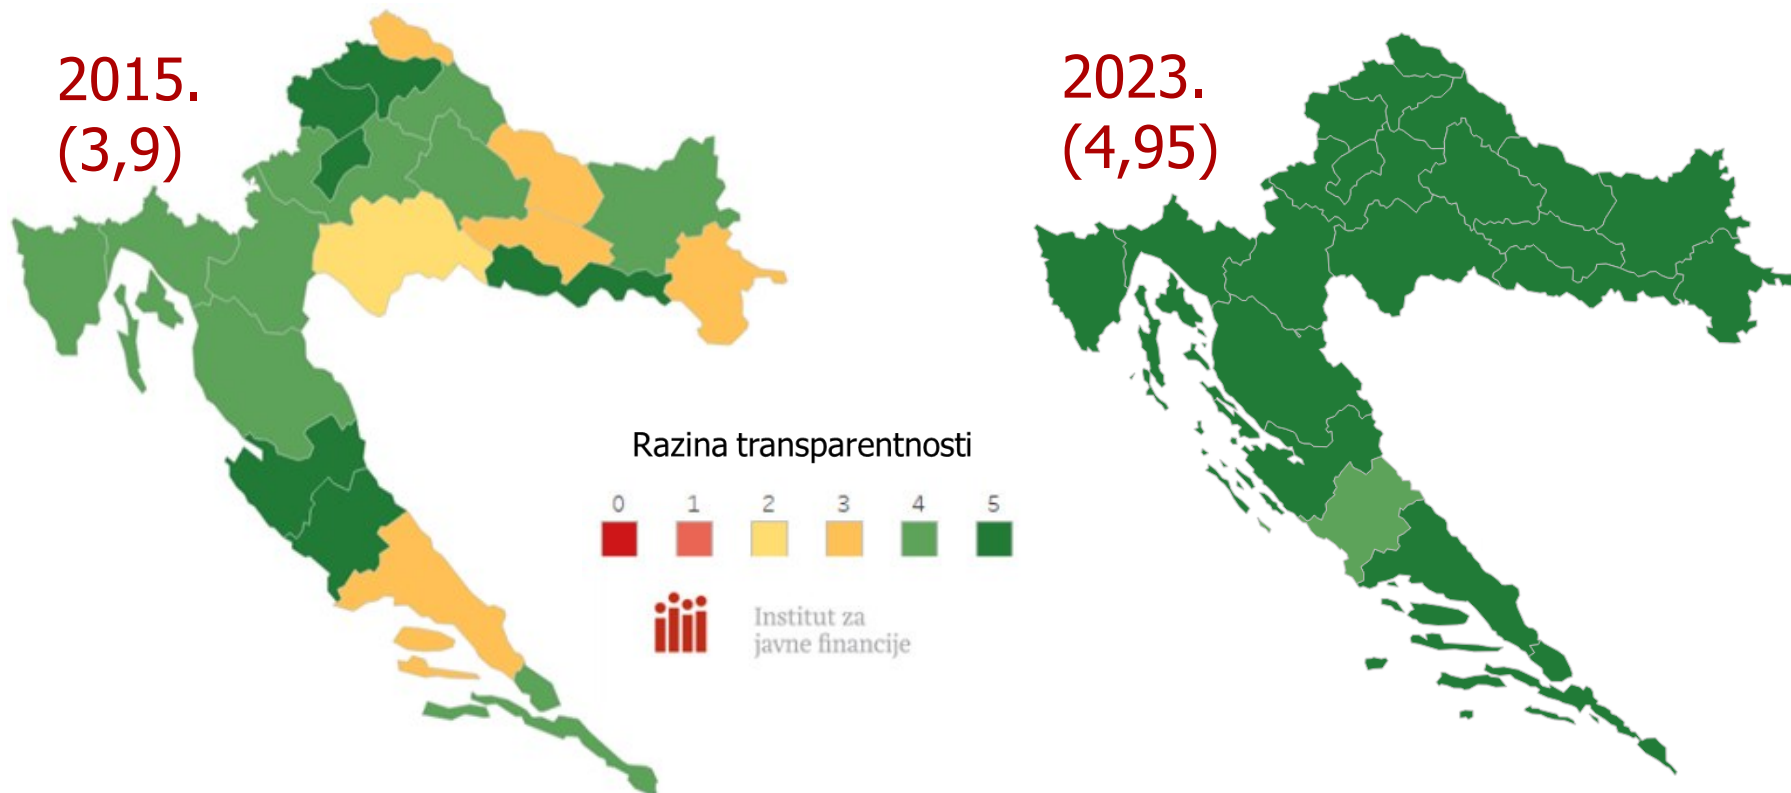 2015.
(3,9)
2023.
(4,95)
Razina transparentnosti
0 1 2 3 4 5
Institut za
javne financije